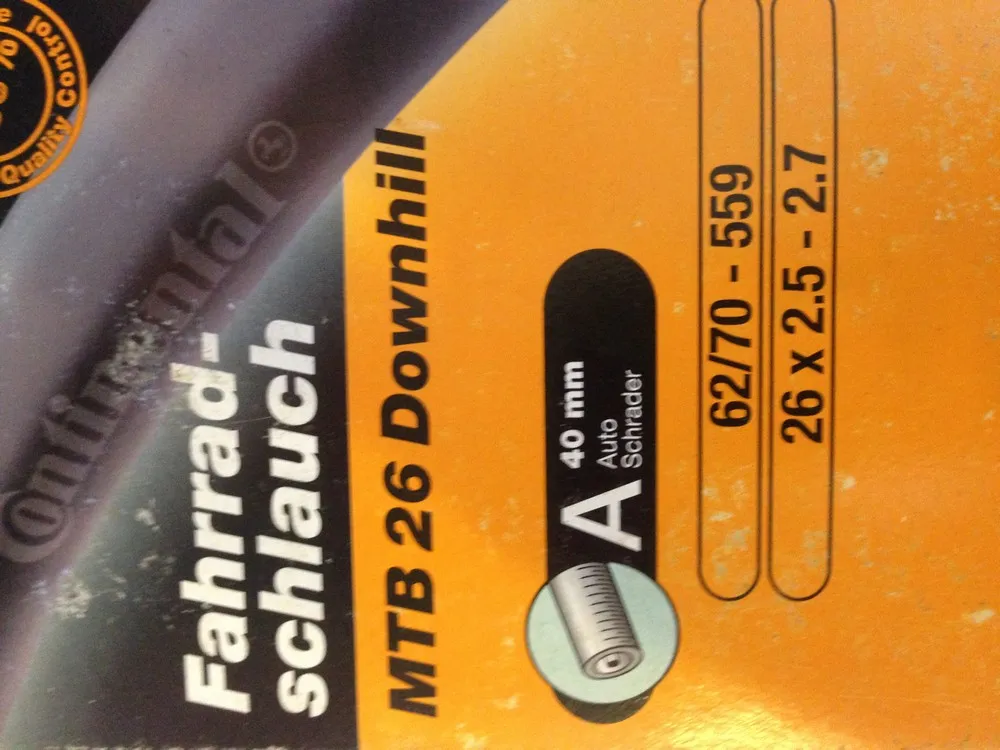 Quality Control
Continental
Fahrrad-
schlauch
MTB 26 Downhill
A
40 mm
Auto
Schrader
62/70 - 559
26 x 2.5 - 2.7